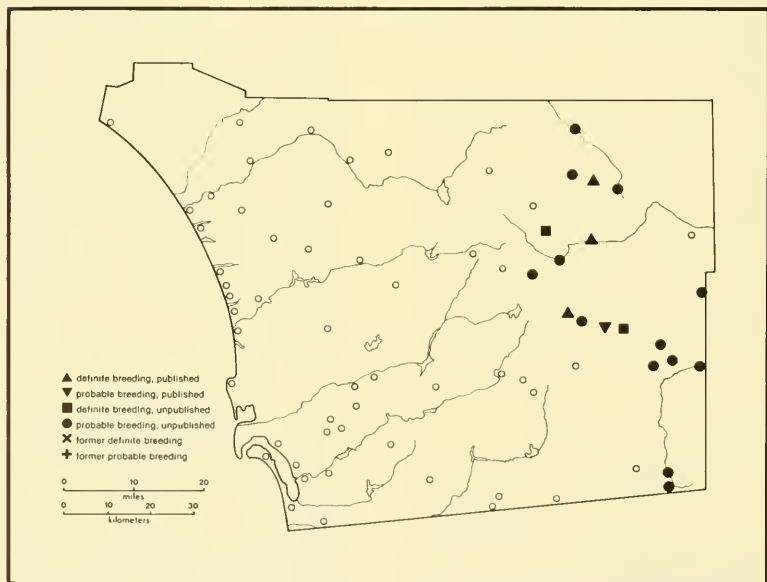 ▲ definite breeding, published
▼ probable breeding, published
■ definite breeding, unpublished
● probable breeding, unpublished
✕ former definite breeding
+ former probable breeding
0 10 20
miles
0 10 20 30
kilometers